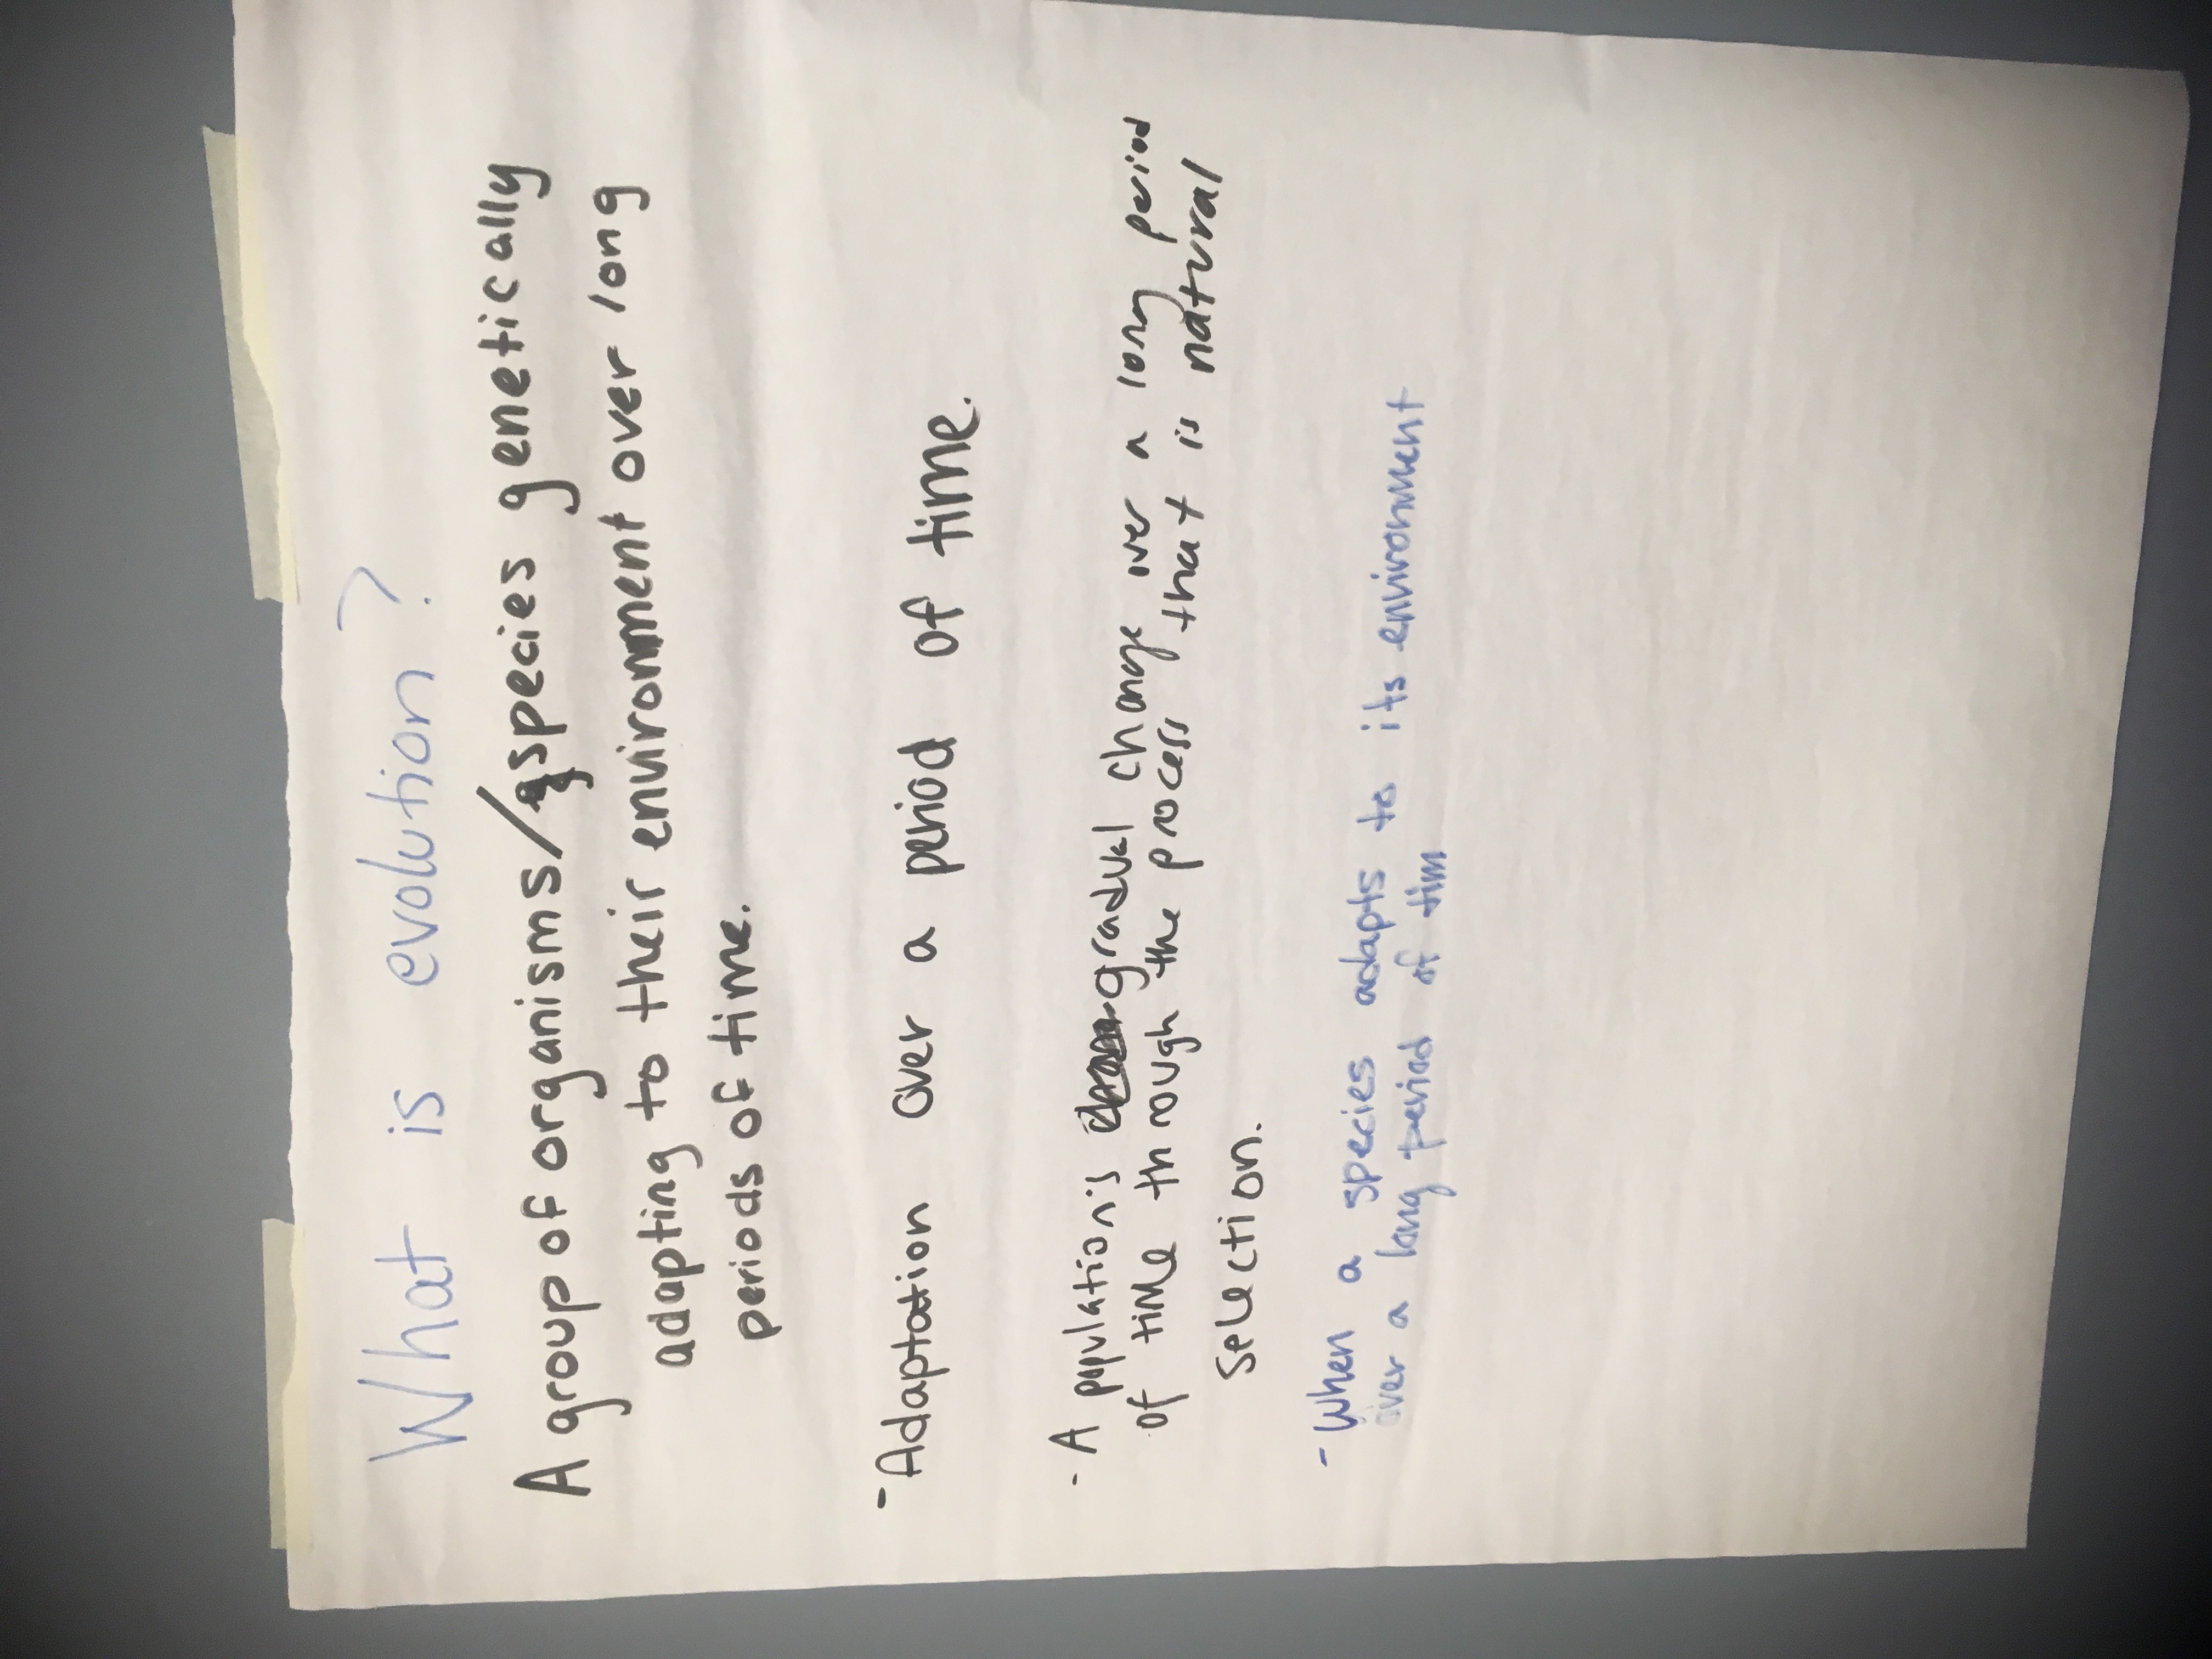 What is evolution?
A group of organisms/species genetically
adapting to their environment over long
periods of time.
-Adaptation over a period of time.
- A population's gradual change over a long period
of time through the process that is natural
selection.
- When a species adapts to its environment
over a long period of tim